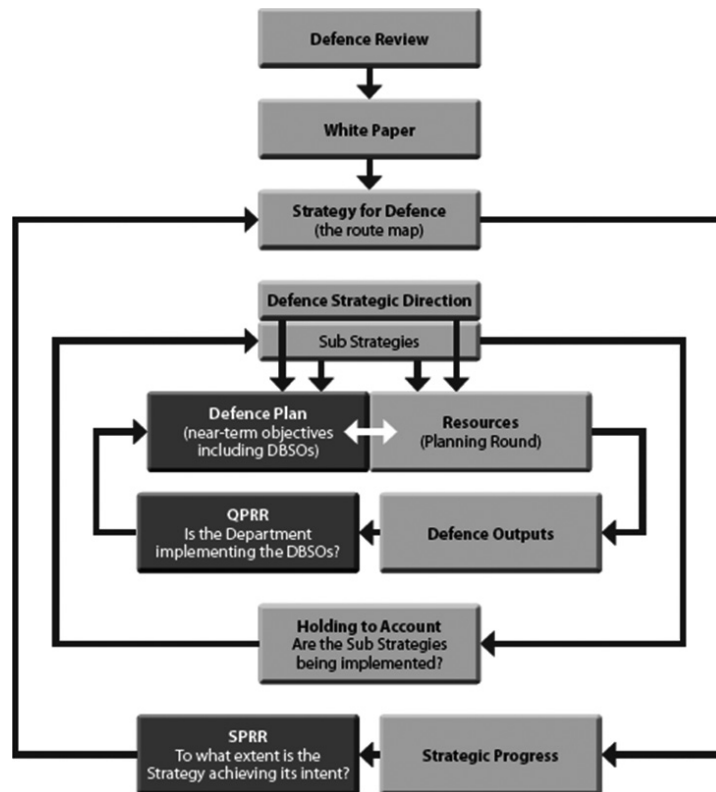 Defence Review
White Paper
Strategy for Defence
(the route map)
Defence Strategic Direction
Sub Strategies
Defence Plan
(near-term objectives
including DBSOs)
Resources
(Planning Round)
QPRR
Is the Department
implementing the DBSOs?
Defence Outputs
Holding to Account
Are the Sub Strategies
being implemented?
SPRR
To what extent is the
Strategy achieving its intent?
Strategic Progress